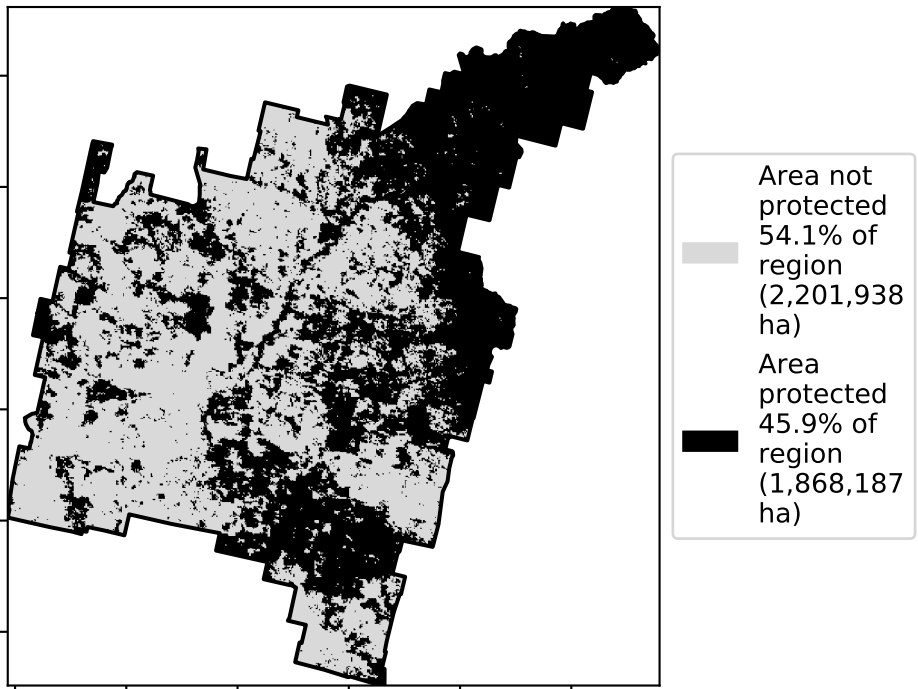 Area not
protected
54.1% of
region
(2,201,938
ha)
Area
protected
45.9% of
region
(1,868,187
ha)